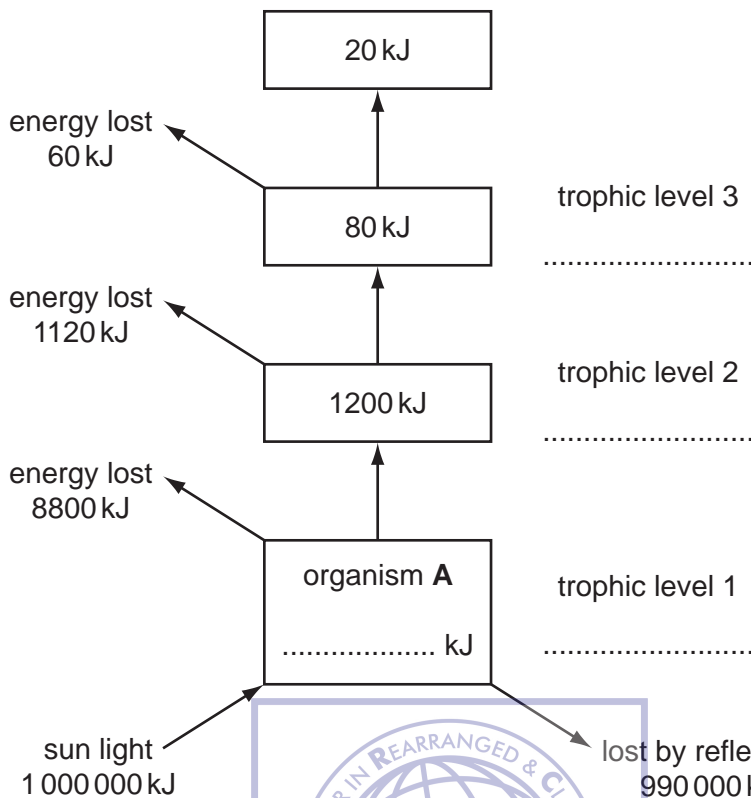 20 kJ
energy lost
60 kJ
80 kJ
trophic level 3
..........................
energy lost
1120 kJ
1200 kJ
trophic level 2
..........................
energy lost
8800 kJ
organism A
................... kJ
trophic level 1
..........................
sun light
1 000 000 kJ
lost by
990 000
REARRANGED &
IN